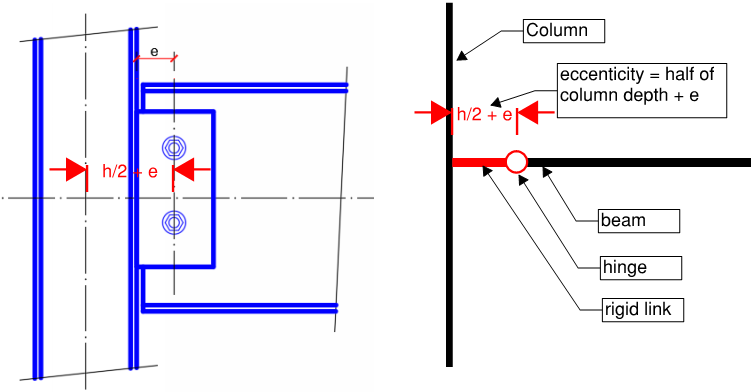 e
h/2 + e
Column
eccenticity = half of
column depth + e
h/2 + e
beam
hinge
rigid link